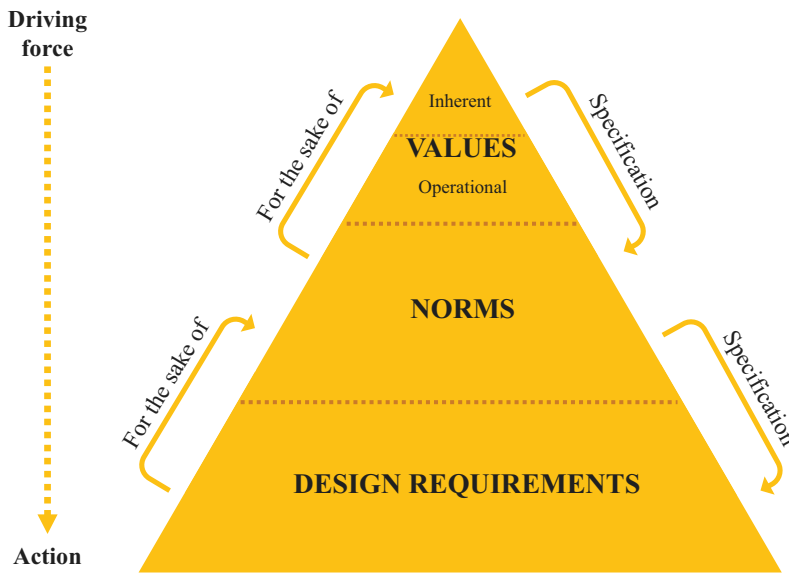 Driving
force
Inherent
VALUES
Operational
For the sake of
Specification
NORMS
For the sake of
Specification
DESIGN REQUIREMENTS
Action